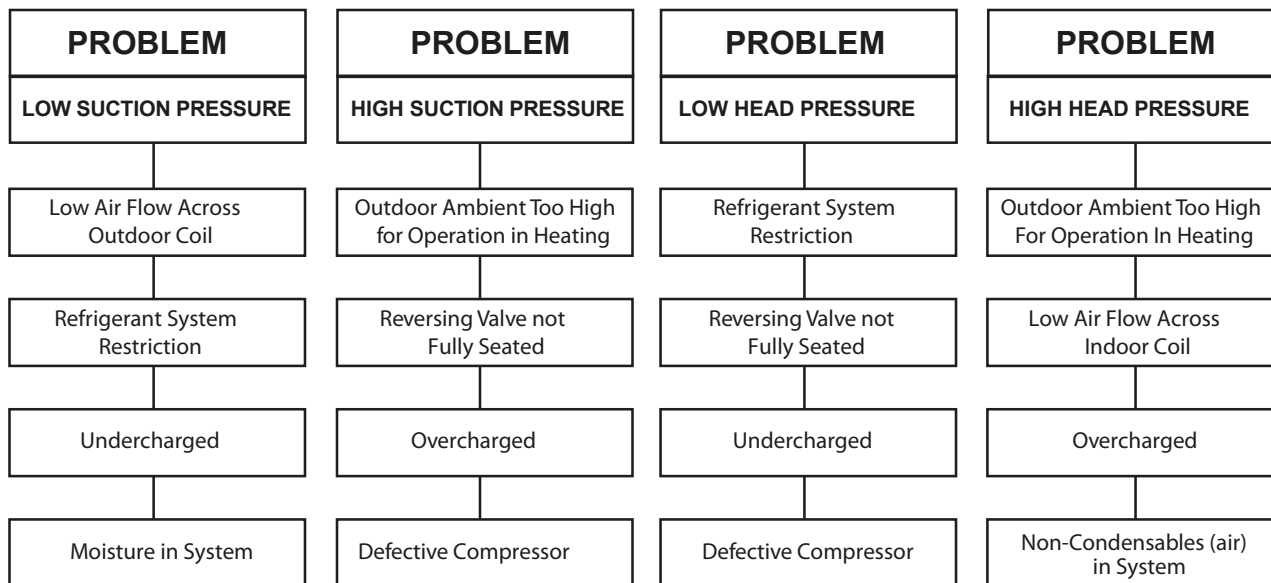 PROBLEM
LOW SUCTION PRESSURE
Low Air Flow Across
Outdoor Coil
Refrigerant System
Restriction
Undercharged
Moisture in System
PROBLEM
HIGH SUCTION PRESSURE
Outdoor Ambient Too High
for Operation in Heating
Reversing Valve not
Fully Seated
Overcharged
Defective Compressor
PROBLEM
LOW HEAD PRESSURE
Refrigerant System
Restriction
Reversing Valve not
Fully Seated
Undercharged
Defective Compressor
PROBLEM
HIGH HEAD PRESSURE
Outdoor Ambient Too High
For Operation In Heating
Low Air Flow Across
Indoor Coil
Overcharged
Non-Condensables (air)
in System